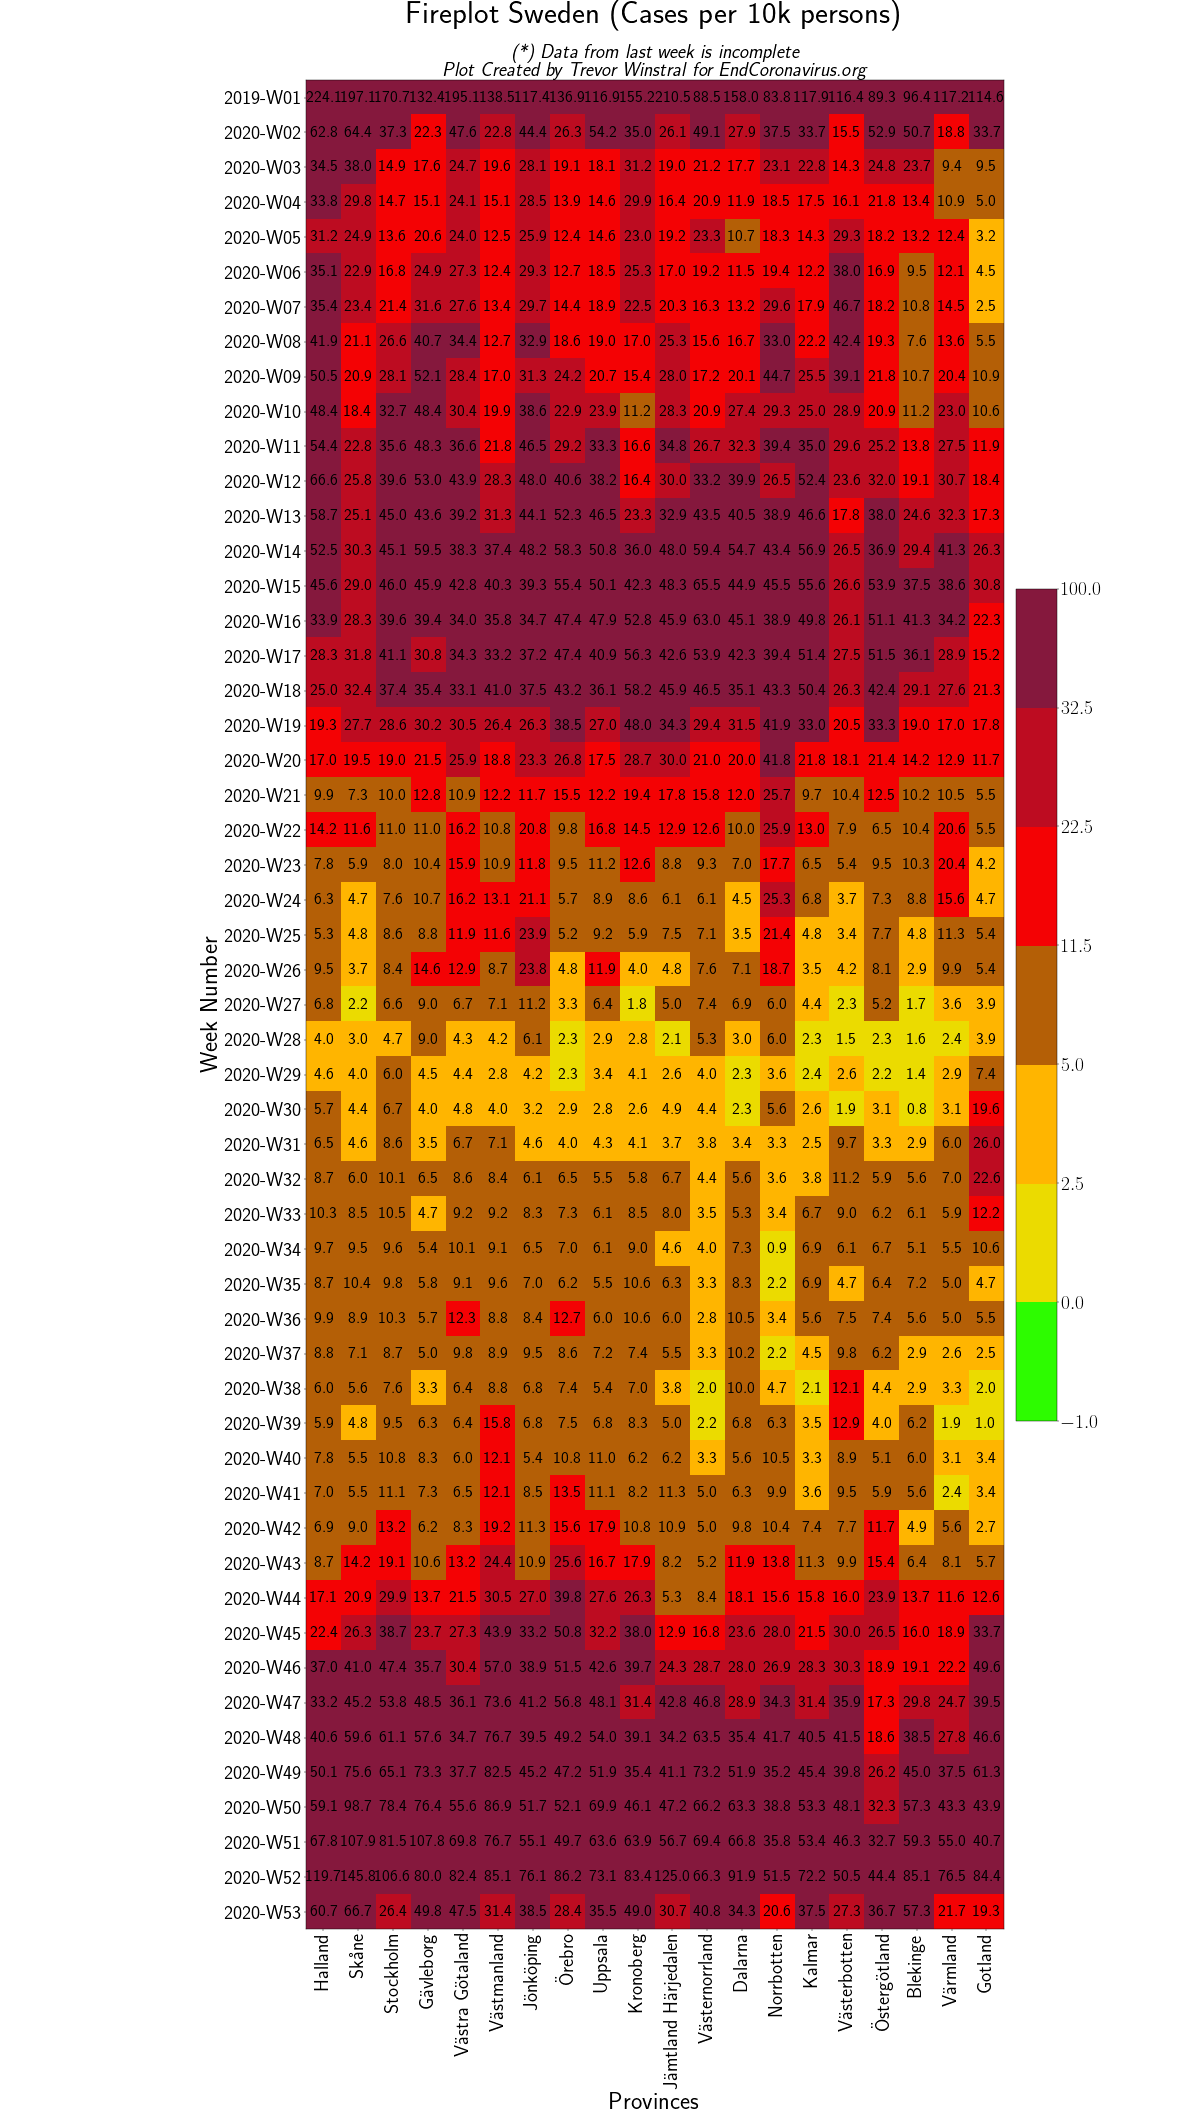 Fireplot Sweden (Cases per 10k persons)
(*) Data from last week is incomplete
Plot Created by Trevor Winstral for EndCoronavirus.org
2019-W01 224.1 197.1 170.7 132.4 195.1 138.5 117.4 136.9 116.9 155.2 210.5 88.5 158.0 83.8 117.9 116.4 89.3 96.4 117.2 114.6
2020-W02 62.8 64.4 37.3 22.3 47.6 22.8 44.4 26.3 54.2 35.0 26.1 49.1 27.9 37.5 33.7 15.5 52.9 50.7 18.8 33.7
2020-W03 34.5 38.0 14.9 17.6 24.7 19.6 28.1 19.1 18.1 31.2 19.0 21.2 17.7 23.1 22.8 14.3 24.8 23.7 9.4 9.5
2020-W04 33.8 29.8 14.7 15.1 24.1 15.1 28.5 13.9 14.6 29.9 16.4 20.9 11.9 18.5 17.5 16.1 21.8 13.4 10.9 5.0
2020-W05 31.2 24.9 13.6 20.6 24.0 12.5 25.9 12.4 14.6 23.0 19.2 23.3 10.7 18.3 14.3 29.3 18.2 13.2 12.4 3.2
2020-W06 35.1 22.9 16.8 24.9 27.3 12.4 29.3 12.7 18.5 25.3 17.0 19.2 11.5 19.4 12.2 38.0 16.9 9.5 12.1 4.5
2020-W07 35.4 23.4 21.4 31.6 27.6 13.4 29.7 14.4 18.9 22.5 20.3 16.3 13.2 29.6 17.9 46.7 18.2 10.8 14.5 2.5
2020-W08 41.9 21.1 26.6 40.7 34.4 12.7 32.9 18.6 19.0 17.0 25.3 15.6 16.7 33.0 22.2 42.4 19.3 7.6 13.6 5.5
2020-W09 50.5 20.9 28.1 52.1 28.4 17.0 31.3 24.2 20.7 15.4 28.0 17.2 20.1 44.7 25.5 39.1 21.8 10.7 20.4 10.9
2020-W10 48.4 18.4 32.7 48.4 30.4 19.9 38.6 22.9 23.9 11.2 28.3 20.9 27.4 29.3 25.0 28.9 20.9 11.2 23.0 10.6
2020-W11 54.4 22.8 35.6 48.3 36.6 21.8 46.5 29.2 33.3 16.6 34.8 26.7 32.3 39.4 35.0 29.6 25.2 13.8 27.5 11.9
2020-W12 66.6 25.8 39.6 53.0 43.9 28.3 48.0 40.6 38.2 16.4 30.0 33.2 39.9 26.5 52.4 23.6 32.0 19.1 30.7 18.4
2020-W13 58.7 25.1 45.0 43.6 39.2 31.3 44.1 52.3 46.5 23.3 32.9 43.5 40.5 38.9 46.6 17.8 38.0 24.6 32.3 17.3
2020-W14 52.5 30.3 45.1 59.5 38.3 37.4 48.2 58.3 50.8 36.0 48.0 59.4 54.7 43.4 56.9 26.5 36.9 29.4 41.3 26.3
2020-W15 45.6 29.0 46.0 45.9 42.8 40.3 39.3 55.4 50.1 42.3 48.3 65.5 44.9 45.5 55.6 26.6 53.9 37.5 38.6 30.8
2020-W16 33.9 28.3 39.6 39.4 34.0 35.8 34.7 47.4 47.9 52.8 45.9 63.0 45.1 38.9 49.8 26.1 51.1 41.3 34.2 22.3
2020-W17 28.3 31.8 41.1 30.8 34.3 33.2 37.2 47.4 40.9 56.3 42.6 53.9 42.3 39.4 51.4 27.5 51.5 36.1 28.9 15.2
2020-W18 25.0 32.4 37.4 35.4 33.1 41.0 37.5 43.2 36.1 58.2 45.9 46.5 35.1 43.3 50.4 26.3 42.4 29.1 27.6 21.3
2020-W19 19.3 27.7 28.6 30.2 30.5 26.4 26.3 38.5 27.0 48.0 34.3 29.4 31.5 41.9 33.0 20.5 33.3 19.0 17.0 17.8
2020-W20 17.0 19.5 19.0 21.5 25.9 18.8 23.3 26.8 17.5 28.7 30.0 21.0 20.0 41.8 21.8 18.1 21.4 14.2 12.9 11.7
2020-W21 9.9 7.3 10.0 12.8 10.9 12.2 11.7 15.5 12.2 19.4 17.8 15.8 12.0 25.7 9.7 10.4 12.5 10.2 10.5 5.5
2020-W22 14.2 11.6 11.0 11.0 16.2 10.8 20.8 9.8 16.8 14.5 12.9 12.6 10.0 25.9 13.0 7.9 6.5 10.4 20.6 5.5
2020-W23 7.8 5.9 8.0 10.4 15.9 10.9 11.8 9.5 11.2 12.6 8.8 9.3 7.0 17.7 6.5 5.4 9.5 10.3 20.4 4.2
2020-W24 6.3 4.7 7.6 10.7 16.2 13.1 21.1 5.7 8.9 8.6 6.1 6.1 4.5 25.3 6.8 3.7 7.3 8.8 15.6 4.7
2020-W25 5.3 4.8 8.6 8.8 11.9 11.6 23.9 5.2 9.2 5.9 7.5 7.1 3.5 21.4 4.8 3.4 7.7 4.8 11.3 5.4
2020-W26 9.5 3.7 8.4 14.6 12.9 8.7 23.8 4.8 11.9 4.0 4.8 7.6 7.1 18.7 3.5 4.2 8.1 2.9 9.9 5.4
2020-W27 6.8 2.2 6.6 9.0 6.7 7.1 11.2 3.3 6.4 1.8 5.0 7.4 6.9 6.0 4.4 2.3 5.2 1.7 3.6 3.9
2020-W28 4.0 3.0 4.7 9.0 4.3 4.2 6.1 2.3 2.9 2.8 2.1 5.3 3.0 6.0 2.3 1.5 2.3 1.6 2.4 3.9
2020-W29 4.6 4.0 6.0 4.5 4.4 2.8 4.2 2.3 3.4 4.1 2.6 4.0 2.3 3.6 2.4 2.6 2.2 1.4 2.9 7.4
2020-W30 5.7 4.4 6.7 4.0 4.8 4.0 3.2 2.9 2.8 2.6 4.9 4.4 2.3 5.6 2.6 1.9 3.1 0.8 3.1 19.6
2020-W31 6.5 4.6 8.6 3.5 6.7 7.1 4.6 4.0 4.3 4.1 3.7 3.8 3.4 3.3 2.5 9.7 3.3 2.9 6.0 26.0
2020-W32 8.7 6.0 10.1 6.5 8.6 8.4 6.1 6.5 5.5 5.8 6.7 4.4 5.6 3.6 3.8 11.2 5.9 5.6 7.0 22.6
2020-W33 10.3 8.5 10.5 4.7 9.2 9.2 8.3 7.3 6.1 8.5 8.0 3.5 5.3 3.4 6.7 9.0 6.2 6.1 5.9 12.2
2020-W34 9.7 9.5 9.6 5.4 10.1 9.1 6.5 7.0 6.1 9.0 4.6 4.0 7.3 0.9 6.9 6.1 6.7 5.1 5.5 10.6
2020-W35 8.7 10.4 9.8 5.8 9.1 9.6 7.0 6.2 5.5 10.6 6.3 3.3 8.3 2.2 6.9 4.7 6.4 7.2 5.0 4.7
2020-W36 9.9 8.9 10.3 5.7 12.3 8.8 8.4 12.7 6.0 10.6 6.0 2.8 10.5 3.4 5.6 7.5 7.4 5.6 5.0 5.5
2020-W37 8.8 7.1 8.7 5.0 9.8 8.9 9.5 8.6 7.2 7.4 5.5 3.3 10.2 2.2 4.5 9.8 6.2 2.9 2.6 2.5
2020-W38 6.0 5.6 7.6 3.3 6.4 8.8 6.8 7.4 5.4 7.0 3.8 2.0 10.0 4.7 2.1 12.1 4.4 2.9 3.3 2.0
2020-W39 5.9 4.8 9.5 6.3 6.4 15.8 6.8 7.5 6.8 8.3 5.0 2.2 6.8 6.3 3.5 12.9 4.0 6.2 1.9 1.0
2020-W40 7.8 5.5 10.8 8.3 6.0 12.1 5.4 10.8 11.0 6.2 6.2 3.3 5.6 10.5 3.3 8.9 5.1 6.0 3.1 3.4
2020-W41 7.0 5.5 11.1 7.3 6.5 12.1 8.5 13.5 11.1 8.2 11.3 5.0 6.3 9.9 3.6 9.5 5.9 5.6 2.4 3.4
2020-W42 6.9 9.0 13.2 6.2 8.3 19.2 11.3 15.6 17.9 10.8 10.9 5.0 9.8 10.4 7.4 7.7 11.7 4.9 5.6 2.7
2020-W43 8.7 14.2 19.1 10.6 13.2 24.4 10.9 25.6 16.7 17.9 8.2 5.2 11.9 13.8 11.3 9.9 15.4 6.4 8.1 5.7
2020-W44 17.1 20.9 29.9 13.7 21.5 30.5 27.0 39.8 27.6 26.3 5.3 8.4 18.1 15.6 15.8 16.0 23.9 13.7 11.6 12.6
2020-W45 22.4 26.3 38.7 23.7 27.3 43.9 33.2 50.8 32.2 38.0 12.9 16.8 23.6 28.0 21.5 30.0 26.5 16.0 18.9 33.7
2020-W46 37.0 41.0 47.4 35.7 30.4 57.0 38.9 51.5 42.6 39.7 24.3 28.7 28.0 26.9 28.3 30.3 18.9 19.1 22.2 49.6
2020-W47 33.2 45.2 53.8 48.5 36.1 73.6 41.2 56.8 48.1 31.4 42.8 46.8 28.9 34.3 31.4 35.9 17.3 29.8 24.7 39.5
2020-W48 40.6 59.6 61.1 57.6 34.7 76.7 39.5 49.2 54.0 39.1 34.2 63.5 35.4 41.7 40.5 41.5 18.6 38.5 27.8 46.6
2020-W49 50.1 75.6 65.1 73.3 37.7 82.5 45.2 47.2 51.9 35.4 41.1 73.2 51.9 35.2 45.4 39.8 26.2 45.0 37.5 61.3
2020-W50 59.1 98.7 78.4 76.4 55.6 86.9 51.7 52.1 69.9 46.1 47.2 66.2 63.3 38.8 53.3 48.1 32.3 57.3 43.3 43.9
2020-W51 67.8 107.9 81.5 107.8 69.8 76.7 55.1 49.7 63.6 63.9 56.7 69.4 66.8 35.8 53.4 46.3 32.7 59.3 55.0 40.7
2020-W52 119.7 145.8 106.6 80.0 82.4 85.1 76.1 86.2 73.1 83.4 125.0 66.3 91.9 51.5 72.2 50.5 44.4 85.1 76.5 84.4
2020-W53 60.7 66.7 26.4 49.8 47.5 31.4 38.5 28.4 35.5 49.0 30.7 40.8 34.3 20.6 37.5 27.3 36.7 57.3 21.7 19.3
Week Number
Halland
Skåne
Stockholm
Gävleborg
Västra Götaland
Västmanland
Jönköping
Örebro
Uppsala
Kronoberg
Jämtland Härjedalen
Västernorrland
Dalarna
Norrbotten
Kalmar
Västerbotten
Östergötland
Blekinge
Värmland
Gotland
Provinces
100.0
32.5
22.5
11.5
5.0
2.5
0.0
−1.0